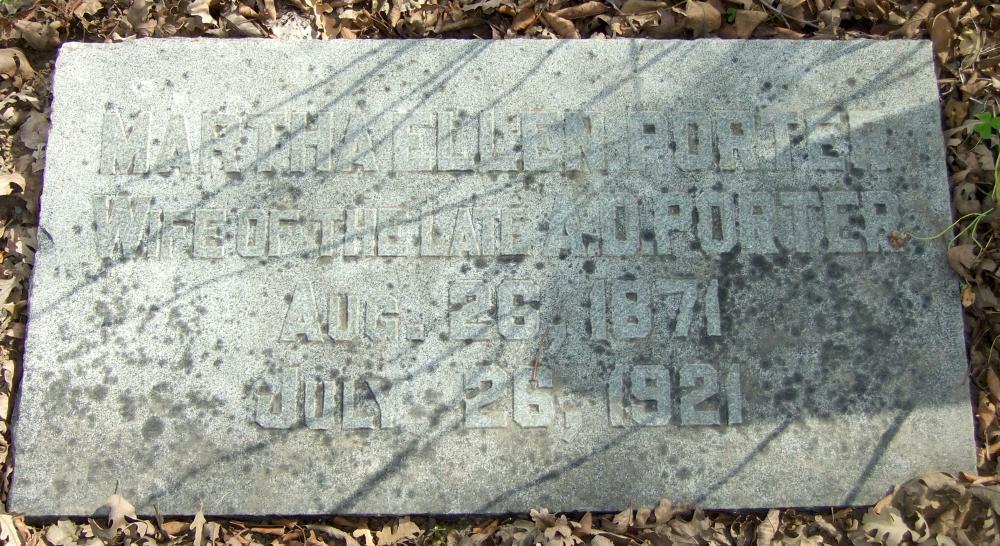 MARTHA ELLEN PORTER
WIFE OF THE LATE A.D. PORTER
AUG. 26, 1871
JULY. 26, 1921